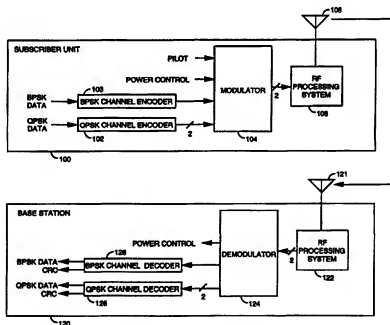 108
SUBSCRIBER UNIT
PILOT
POWER CONTROL
103
BPSK DATA
BPSK CHANNEL ENCODER
QPSK DATA
QPSK CHANNEL ENCODER
102
2
MODULATOR
104
2
RF PROCESSING SYSTEM
106
100
121
BASE STATION
POWER CONTROL
128
BPSK DATA
CRC
BPSK CHANNEL DECODER
QPSK DATA
CRC
QPSK CHANNEL DECODER
126
2
DEMODULATOR
124
2
RF PROCESSING SYSTEM
122
120